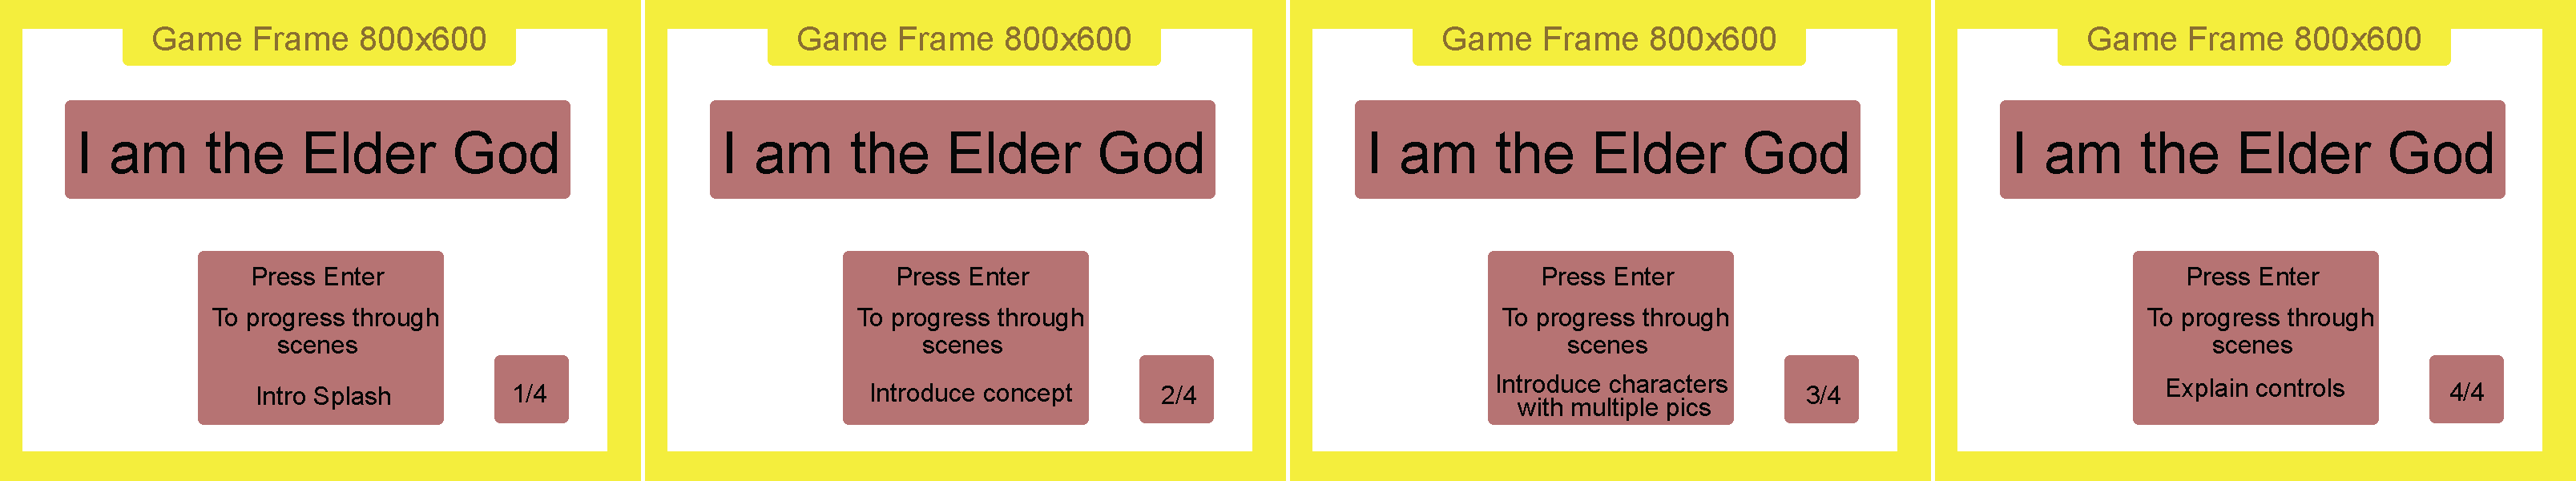 Game Frame 800x600
I am the Elder God
Press Enter
To progress through
scenes
Intro Splash
1/4
Game Frame 800x600
I am the Elder God
Press Enter
To progress through
scenes
Introduce concept
2/4
Game Frame 800x600
I am the Elder God
Press Enter
To progress through
scenes
Introduce characters
with multiple pics
3/4
Game Frame 800x600
I am the Elder God
Press Enter
To progress through
scenes
Explain controls
4/4